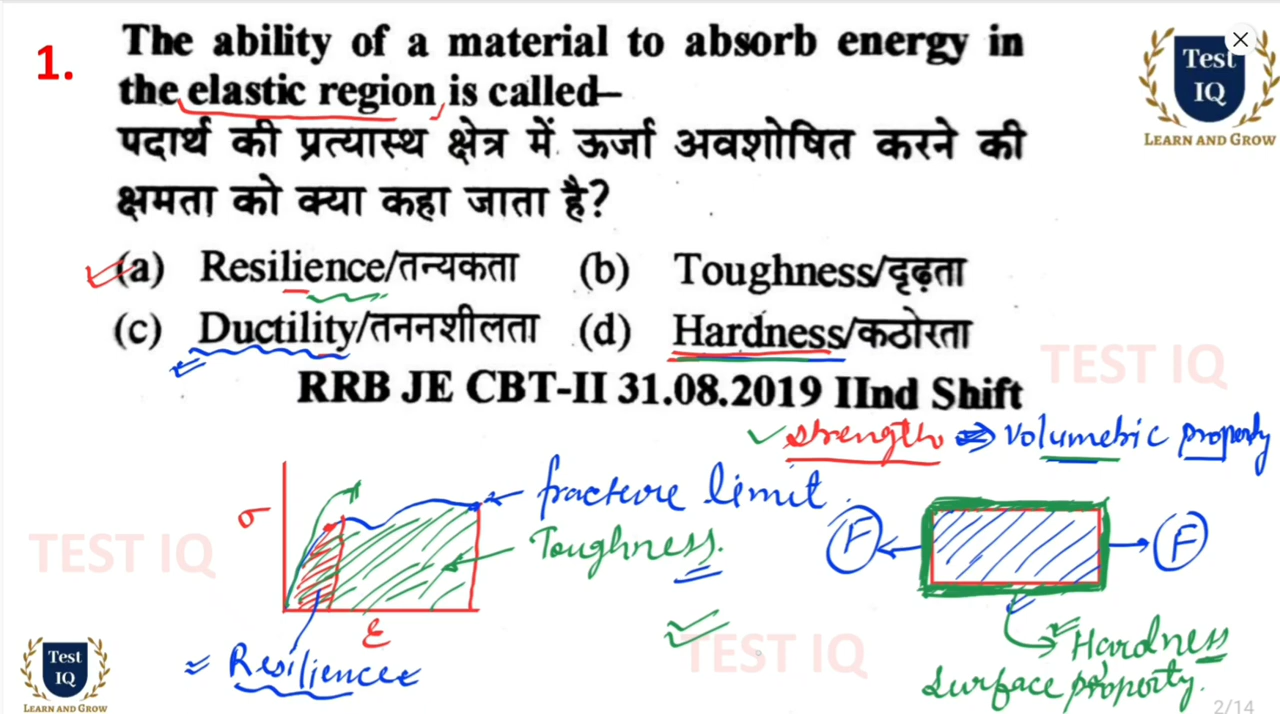 1.
The ability of a material to absorb energy in
the elastic region is called–
पदार्थ की प्रत्यास्थ क्षेत्र में ऊर्जा अवशोषित करने की
क्षमता को क्या कहा जाता है?
(a) Resilience/तन्यकता (b) Toughness/दृढ़ता
(c) Ductility/तननशीलता (d) Hardness/कठोरता
RRB JE CBT-II 31.08.2019 IInd Shift
Test
IQ
LEARN AND GROW
TEST IQ
strength ⇒ volumetric property
σ
fracture limit
Toughness.
ε
Resilience
F
F
Hardness
surface property.
TEST IQ
TEST IQ
Test
IQ
LEARN AND GROW
2/14